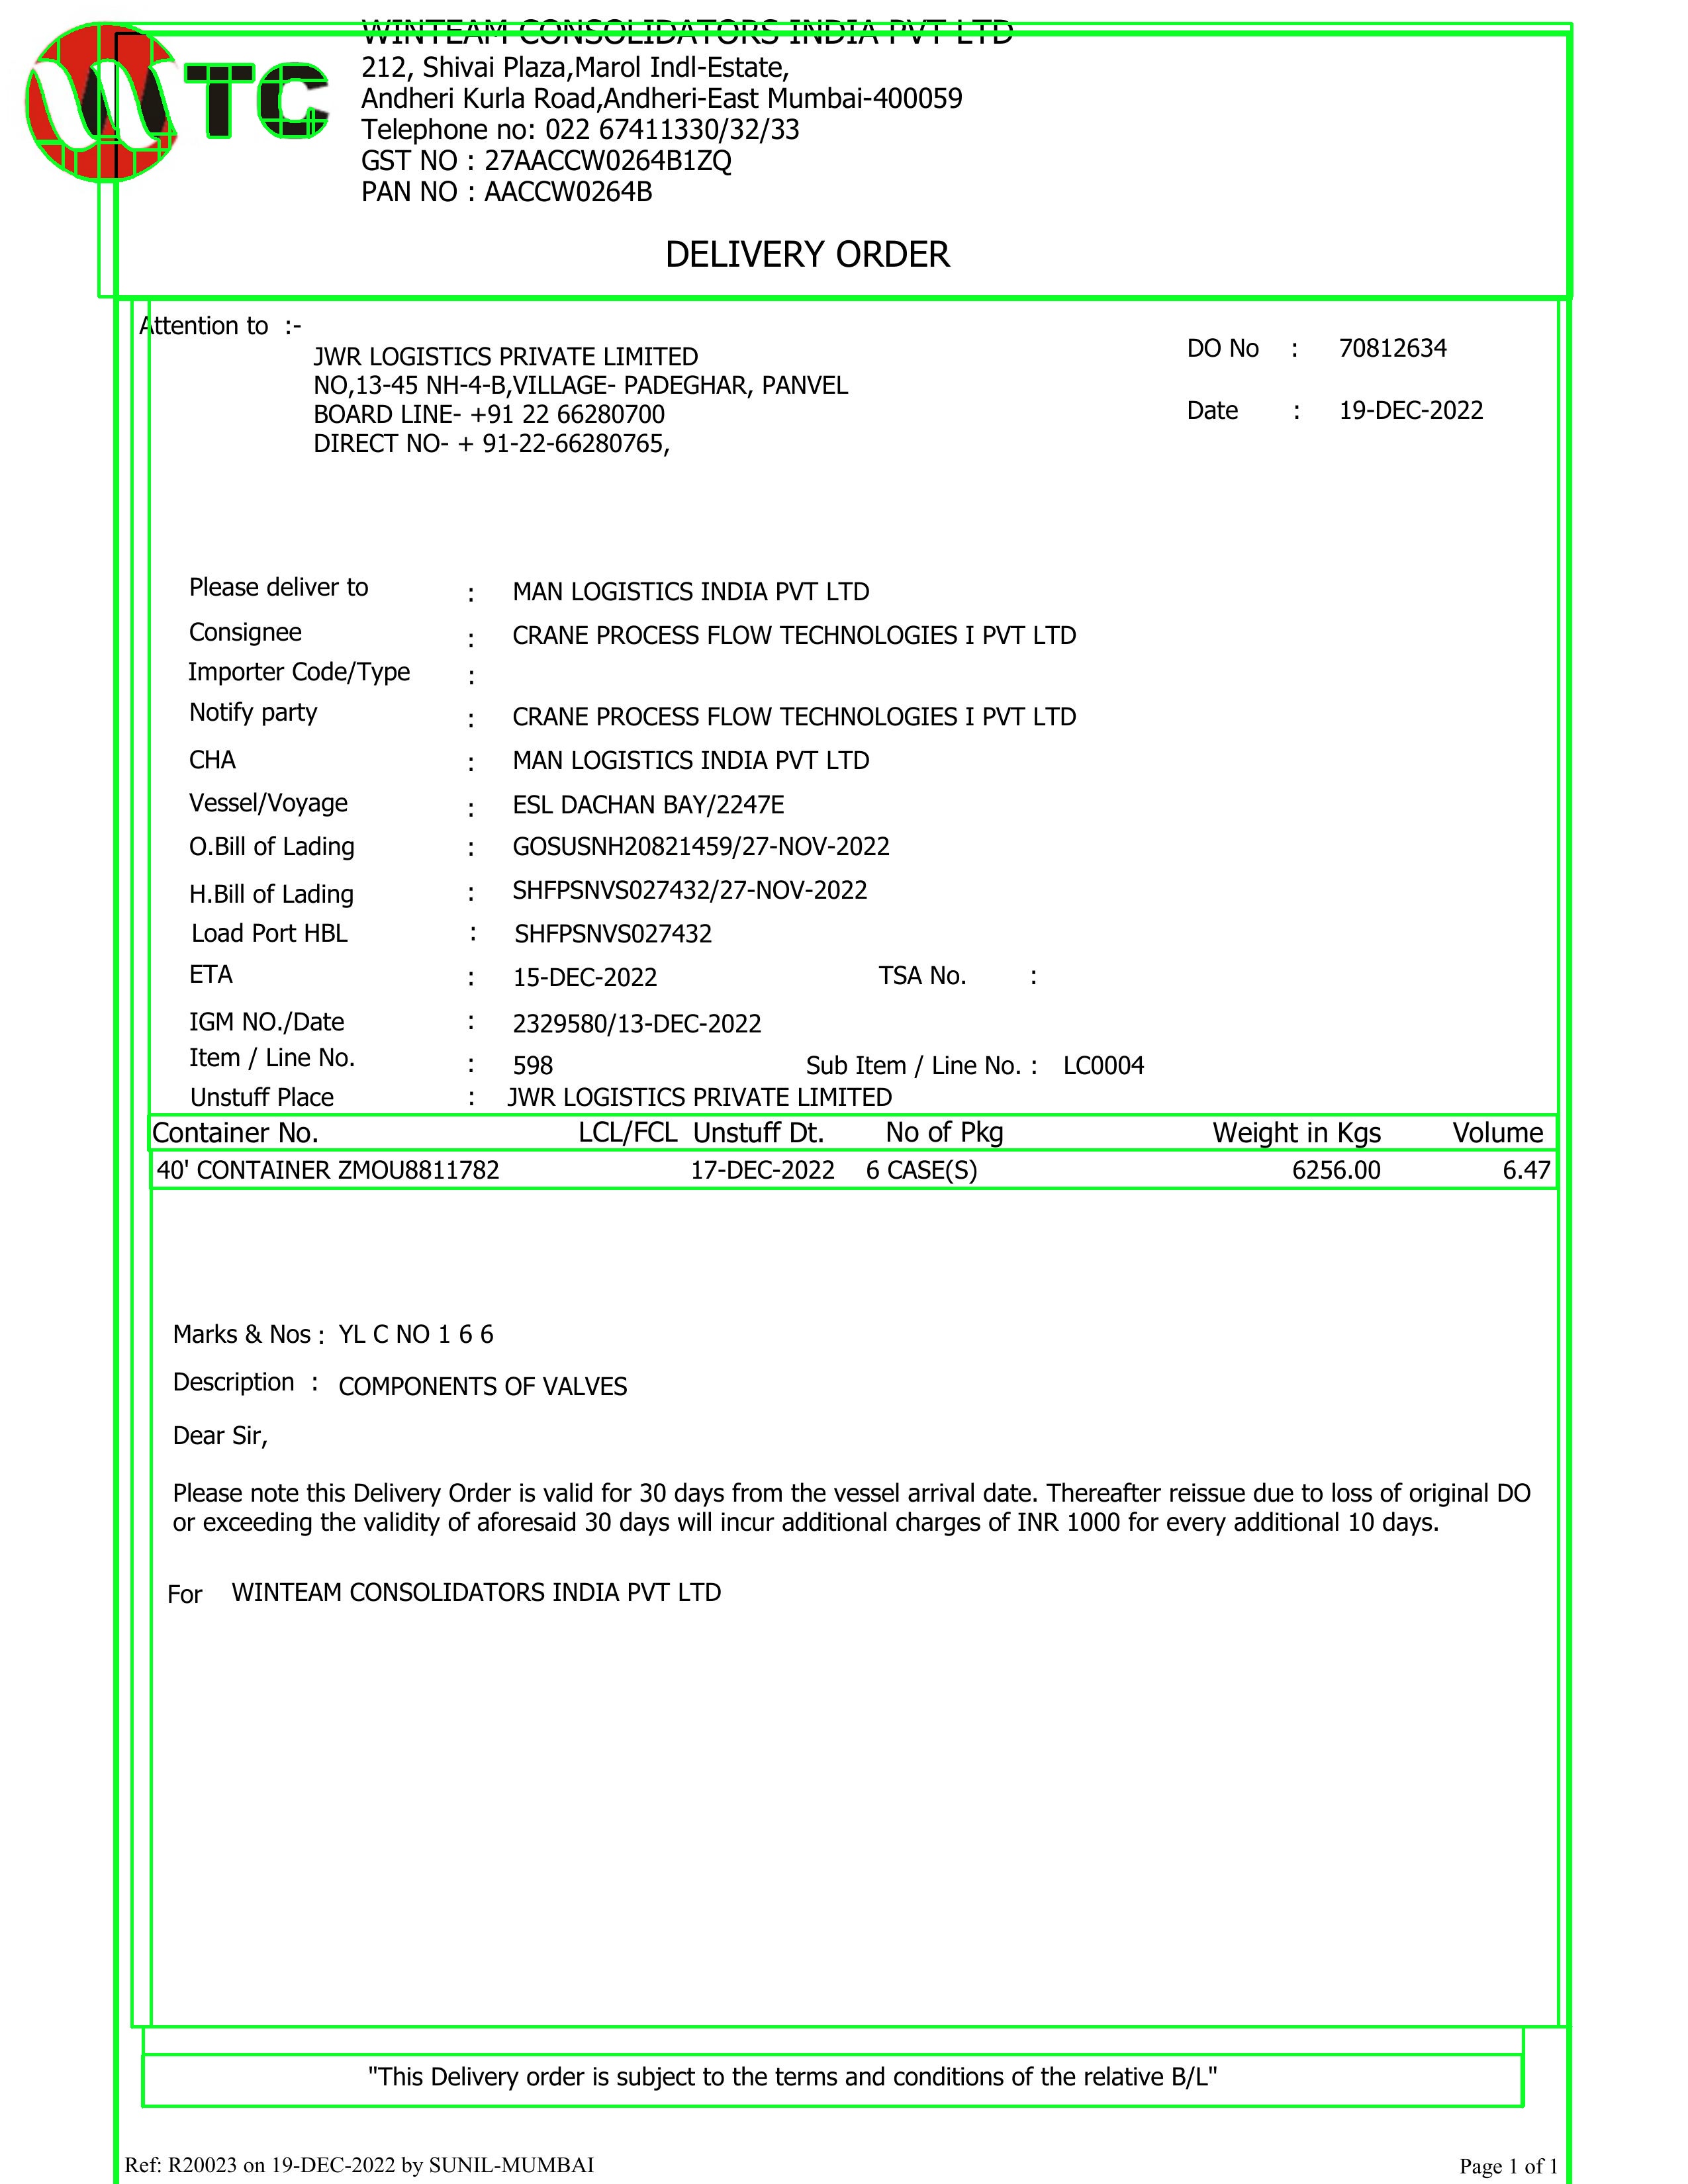 WTC
WINTEAM CONSOLIDATORS INDIA PVT LTD
212, Shivai Plaza,Marol Indl-Estate,
Andheri Kurla Road,Andheri-East Mumbai-400059
Telephone no: 022 67411330/32/33
GST NO : 27AACCW0264B1ZQ
PAN NO : AACCW0264B
DELIVERY ORDER
Attention to :-
JWR LOGISTICS PRIVATE LIMITED
NO,13-45 NH-4-B,VILLAGE- PADEGHAR, PANVEL
BOARD LINE- +91 22 66280700
DIRECT NO- + 91-22-66280765,
DO No : 70812634
Date : 19-DEC-2022
Please deliver to : MAN LOGISTICS INDIA PVT LTD
Consignee : CRANE PROCESS FLOW TECHNOLOGIES I PVT LTD
Importer Code/Type :
Notify party : CRANE PROCESS FLOW TECHNOLOGIES I PVT LTD
CHA : MAN LOGISTICS INDIA PVT LTD
Vessel/Voyage : ESL DACHAN BAY/2247E
O.Bill of Lading : GOSUSNH20821459/27-NOV-2022
H.Bill of Lading : SHFPSNVS027432/27-NOV-2022
Load Port HBL : SHFPSNVS027432
ETA : 15-DEC-2022 TSA No. :
IGM NO./Date : 2329580/13-DEC-2022
Item / Line No. : 598 Sub Item / Line No. : LC0004
Unstuff Place : JWR LOGISTICS PRIVATE LIMITED
Container No. LCL/FCL Unstuff Dt. No of Pkg Weight in Kgs Volume
40' CONTAINER ZMOU8811782 17-DEC-2022 6 CASE(S) 6256.00 6.47
Marks & Nos : YL C NO 1 6 6
Description : COMPONENTS OF VALVES
Dear Sir,
Please note this Delivery Order is valid for 30 days from the vessel arrival date. Thereafter reissue due to loss of original DO
or exceeding the validity of aforesaid 30 days will incur additional charges of INR 1000 for every additional 10 days.
For WINTEAM CONSOLIDATORS INDIA PVT LTD
"This Delivery order is subject to the terms and conditions of the relative B/L"
Ref: R20023 on 19-DEC-2022 by SUNIL-MUMBAI Page 1 of 1